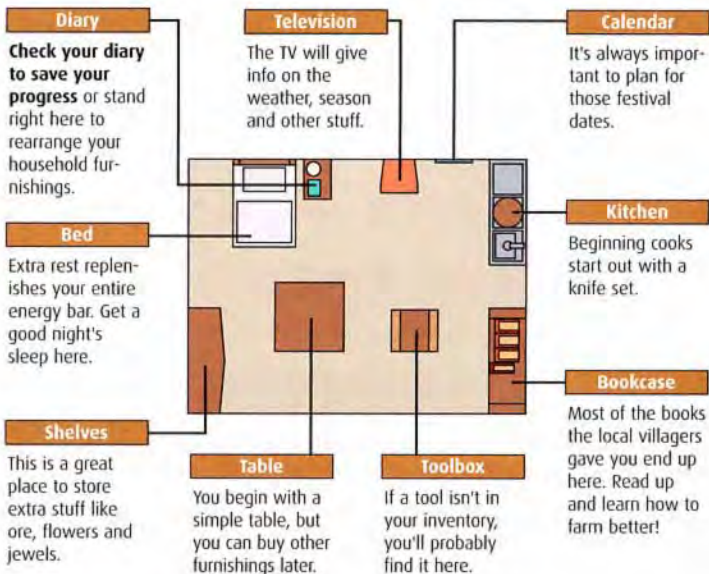 Diary
Check your diary
to save your
progress or stand
right here to
rearrange your
household fur-
nishings.
Television
The TV will give
info on the
weather, season
and other stuff.
Calendar
It's always impor-
tant to plan for
those festival
dates.
Bed
Extra rest replen-
ishes your entire
energy bar. Get a
good night's
sleep here.
Kitchen
Beginning cooks
start out with a
knife set.
Shelves
This is a great
place to store
extra stuff like
ore, flowers and
jewels.
Table
You begin with a
simple table, but
you can buy other
furnishings later.
Toolbox
If a tool isn't in
your inventory,
you'll probably
find it here.
Bookcase
Most of the books
the local villagers
gave you end up
here. Read up
and learn how to
farm better!